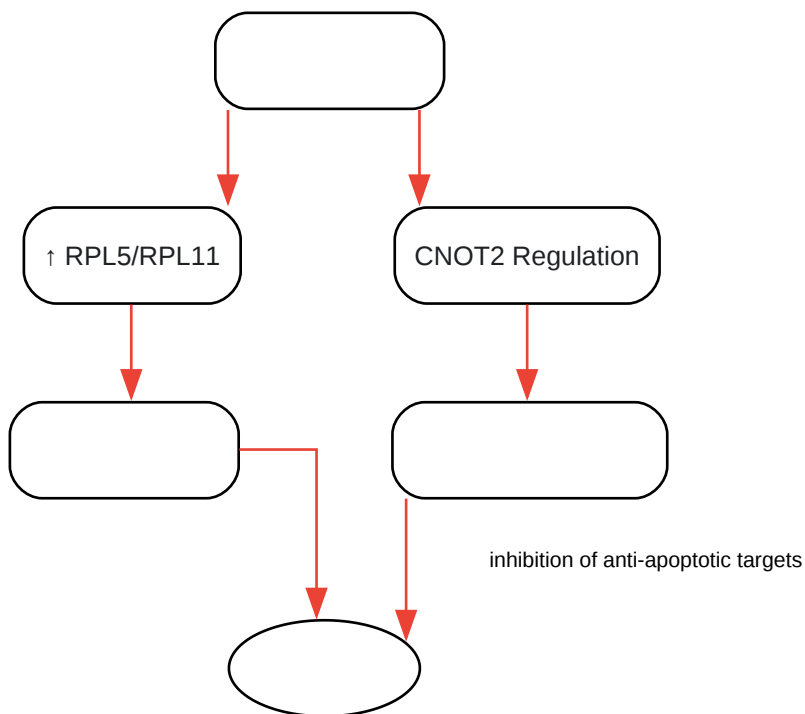 ↑ RPL5/RPL11
CNOT2 Regulation
inhibition of anti-apoptotic targets